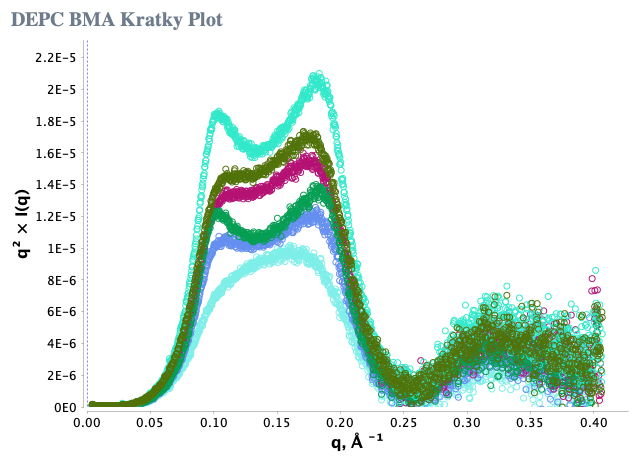 DEPC BMA Kratky Plot
2.2E-5
2E-5
1.8E-5
1.6E-5
1.4E-5
1.2E-5
1E-5
8E-6
6E-6
4E-6
2E-6
0E0
q² × I(q)
0.00 0.05 0.10 0.15 0.20 0.25 0.30 0.35 0.40
q, Å ⁻¹